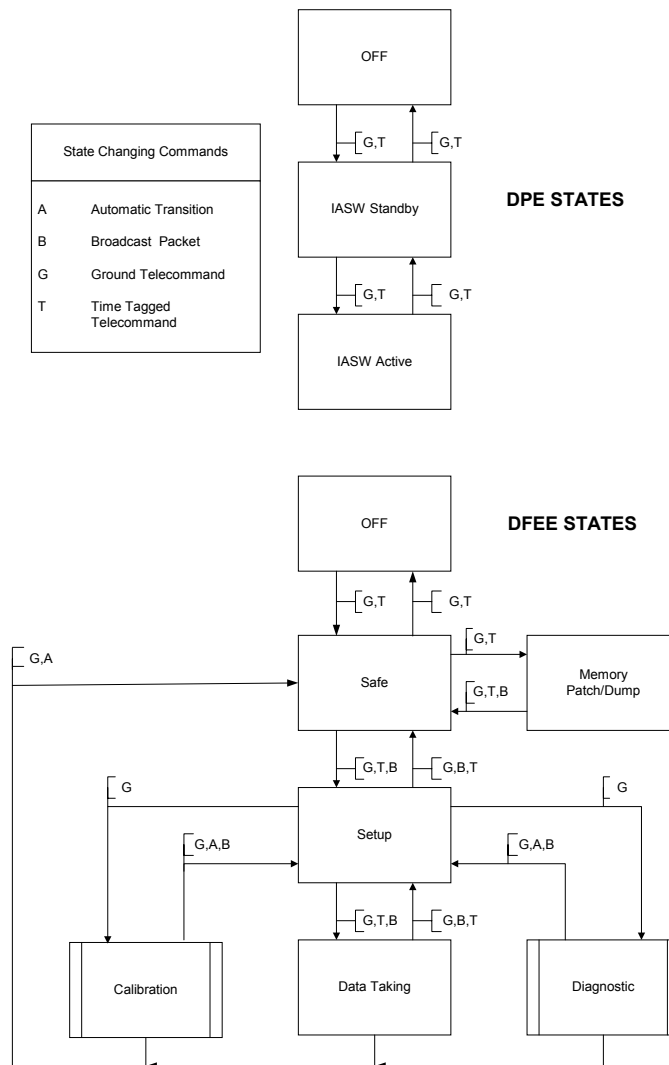 OFF
G,T
G,T
State Changing Commands
A Automatic Transition
B Broadcast Packet
G Ground Telecommand
T Time Tagged
Telecommand
IASW Standby
DPE STATES
G,T
G,T
IASW Active
OFF
DFEE STATES
G,T
G,T
G,A
G,T
Safe
Memory
Patch/Dump
G,T,B
G,T,B
G,B,T
G
G
Setup
G,A,B
G,A,B
G,T,B
G,B,T
Calibration
Data Taking
Diagnostic